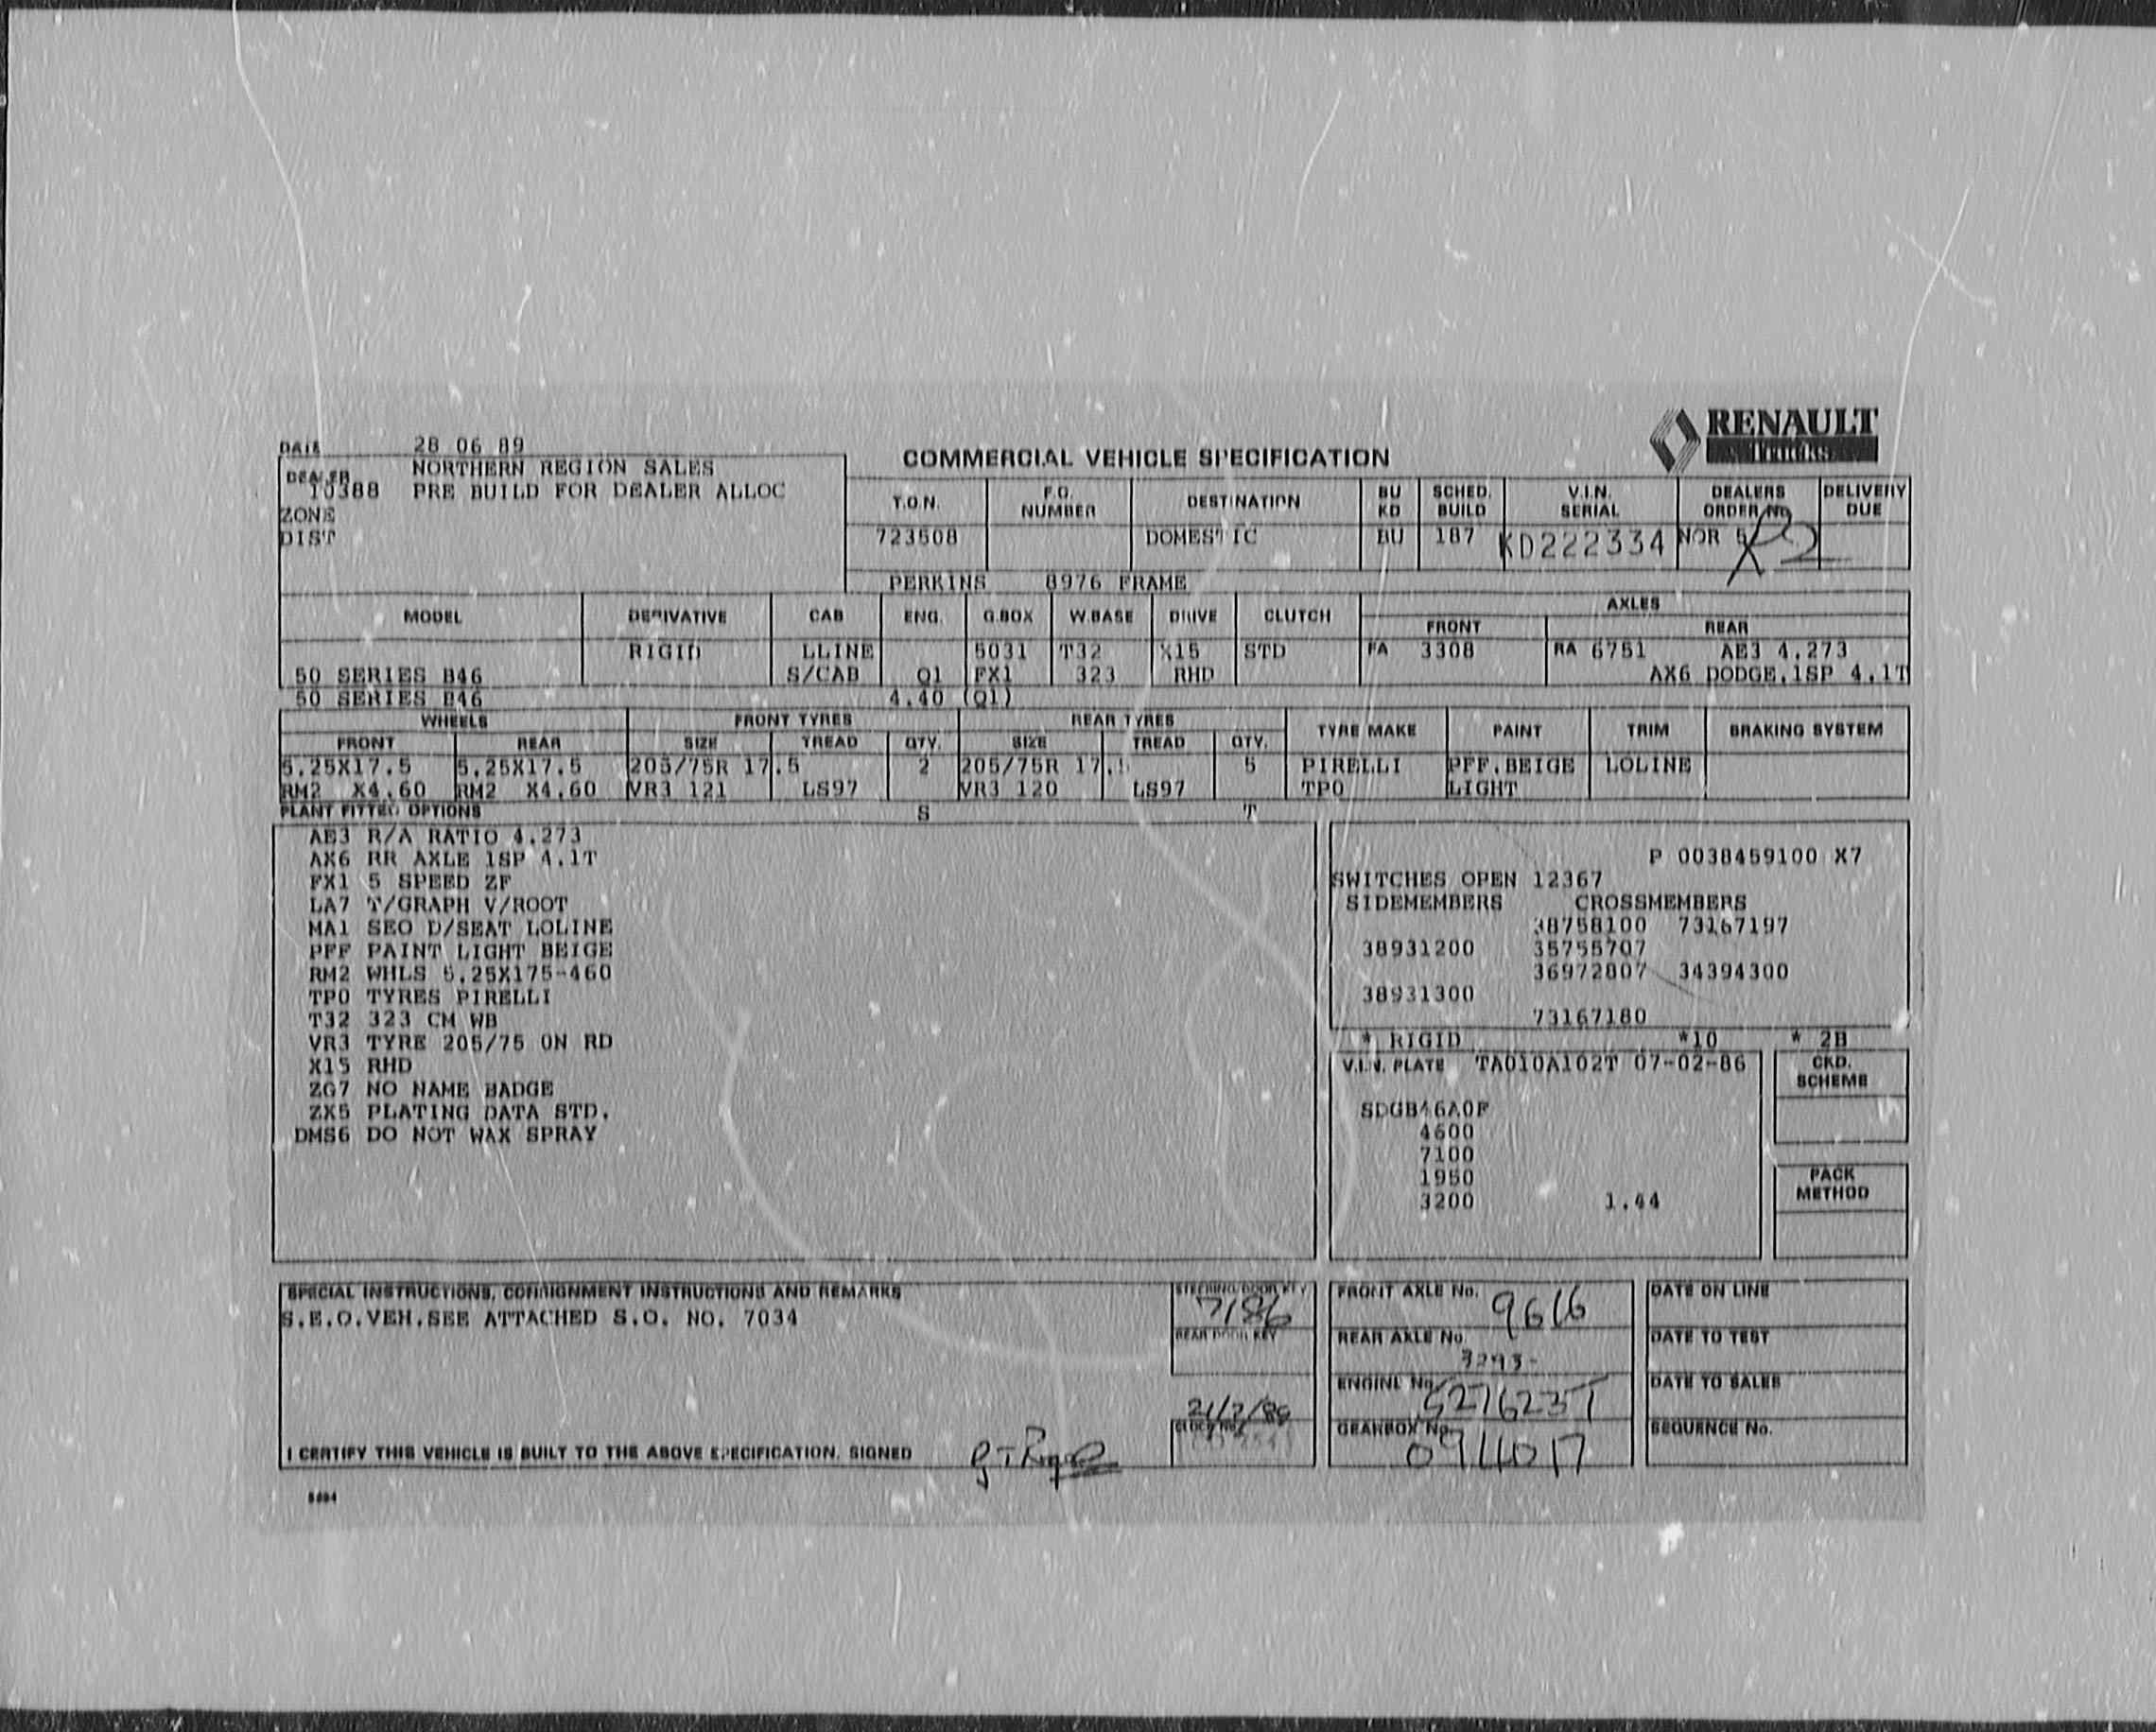 RENAULT
Trucks
DATE 28 06 89
COMMERCIAL VEHICLE SPECIFICATION
DEALER NORTHERN REGION SALES
10388 PRE BUILD FOR DEALER ALLOC
ZONE
DIST
T.O.N. F.O. NUMBER DESTINATION BU KD SCHED. BUILD V.I.N. SERIAL DEALERS ORDER No DELIVERY DUE
723508 DOMESTIC BU 187 KD222334 NOR
PERKINS 8976 FRAME
MODEL DERIVATIVE CAB ENG. G.BOX W.BASE DRIVE CLUTCH AXLES
FRONT REAR
RIGID LLINE 5031 T32 X15 STD FA 3308 RA 6751 AE3 4.273
50 SERIES B46 S/CAB Q1 FX1 323 RHD AX6 DODGE.1SP 4.1T
50 SERIES B46 4.40 (Q1)
WHEELS FRONT TYRES REAR TYRES TYRE MAKE PAINT TRIM BRAKING SYSTEM
FRONT REAR SIZE TREAD QTY. SIZE TREAD QTY.
5.25X17.5 5.25X17.5 205/75R 17.5 2 205/75R 17. 5 PIRELLI PFF.BEIGE LOLINE
RM2 X4.60 RM2 X4.60 VR3 121 LS97 VR3 120 LS97 TPO LIGHT
PLANT FITTED OPTIONS S T
AE3 R/A RATIO 4.273
AX6 RR AXLE 1SP 4.1T
FX1 5 SPEED ZF
LA7 T/GRAPH V/ROOT
MA1 SEO D/SEAT LOLINE
PFF PAINT LIGHT BEIGE
RM2 WHLS 5.25X175-460
TPO TYRES PIRELLI
T32 323 CM WB
VR3 TYRE 205/75 ON RD
X15 RHD
ZG7 NO NAME BADGE
ZX5 PLATING DATA STD.
DMS6 DO NOT WAX SPRAY
P 0038459100 X7
SWITCHES OPEN 12367
SIDEMEMBERS CROSSMEMBERS
38758100 73167197
38931200 35755707
36972807 34394300
38931300
73167180
* RIGID *10 * 2B
V.I.N. PLATE TA010A102T 07-02-86
CKD. SCHEME
SDGB46A0F
4600
7100
1950
3200 1.44
PACK METHOD
SPECIAL INSTRUCTIONS, CONSIGNMENT INSTRUCTIONS AND REMARKS
S.E.O.VEH.SEE ATTACHED S.O. NO. 7034
STEERING/DOOR KEY
7186
REAR DOOR KEY
CLOCK No.
FRONT AXLE No. 9616
REAR AXLE No. 3293-
ENGINE No.
GEARBOX No. 0944017
DATE ON LINE
DATE TO TEST
DATE TO SALES
SEQUENCE No.
I CERTIFY THIS VEHICLE IS BUILT TO THE ABOVE SPECIFICATION. SIGNED